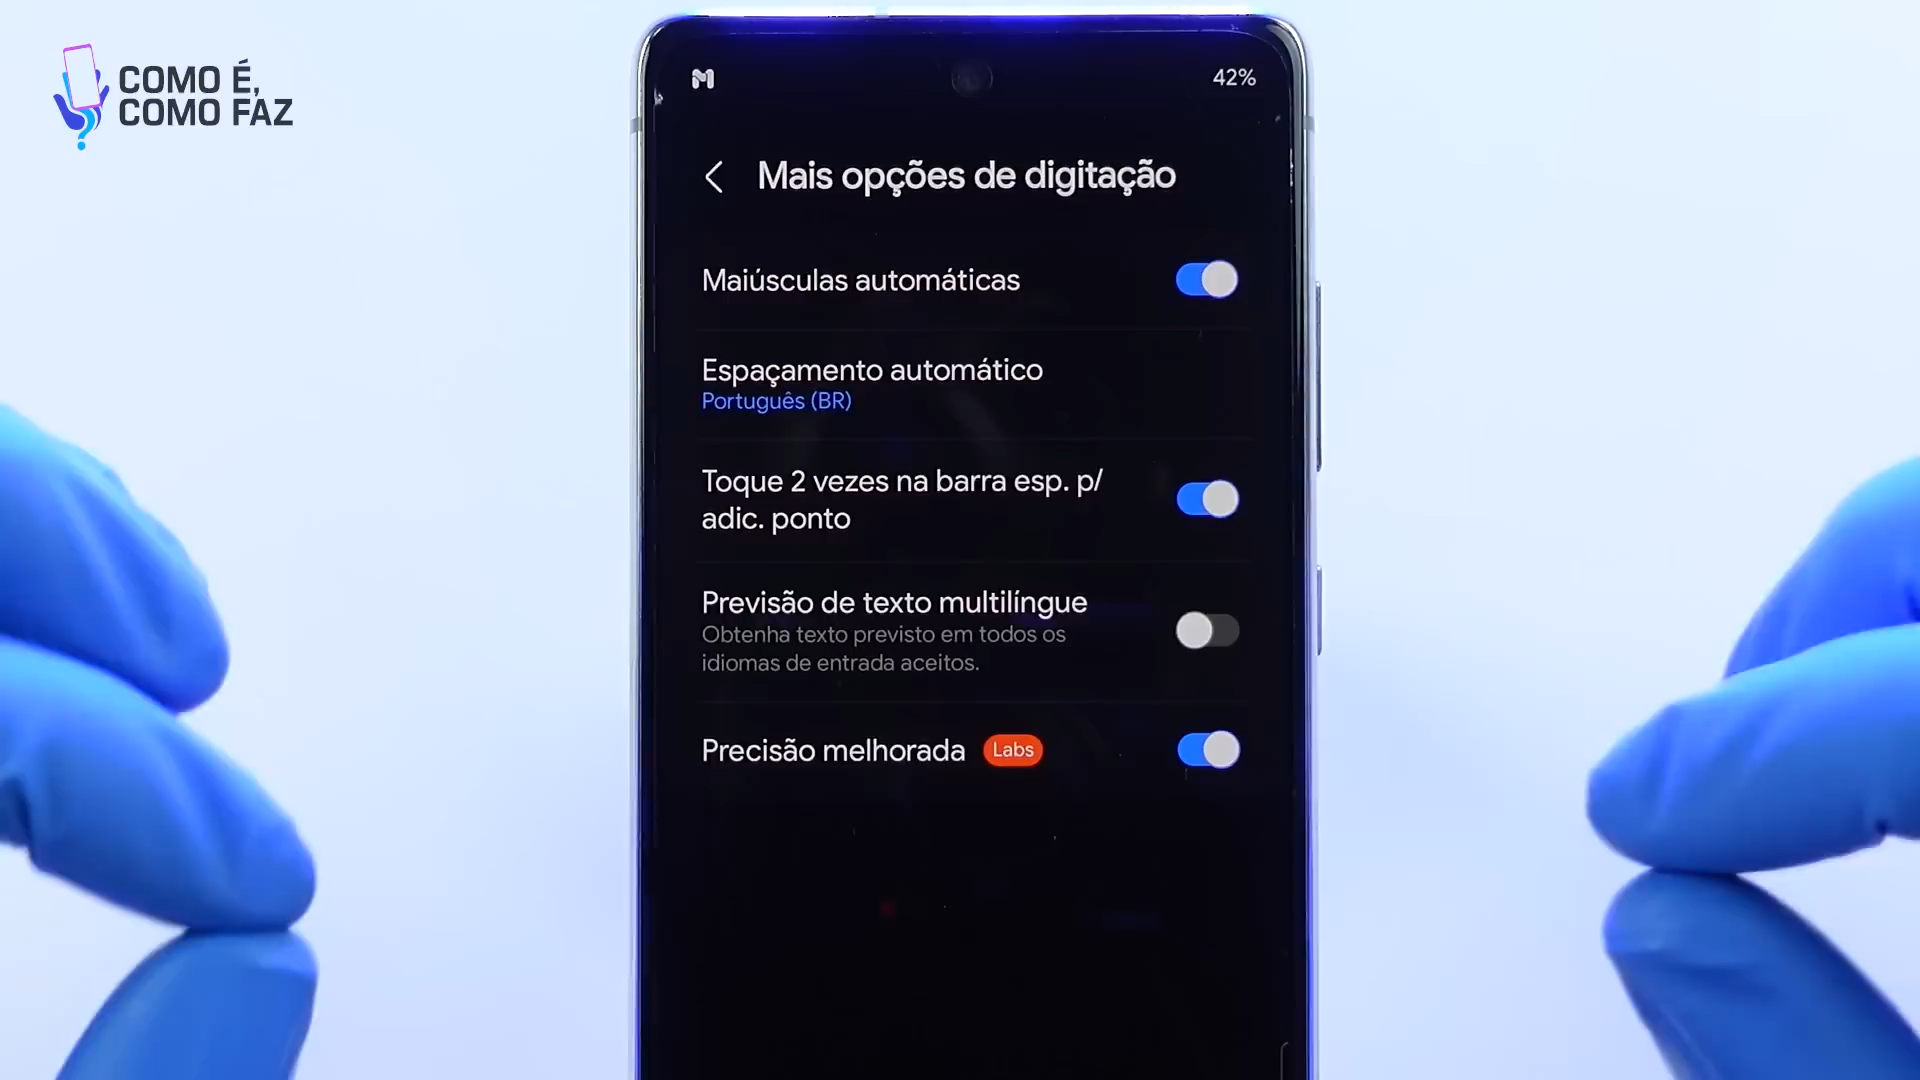 COMO É,
COMO FAZ
42%
Mais opções de digitação
Maiúsculas automáticas
Espaçamento automático
Português (BR)
Toque 2 vezes na barra esp. p/
adic. ponto
Previsão de texto multilíngue
Obtenha texto previsto em todos os
idiomas de entrada aceitos.
Precisão melhorada Labs